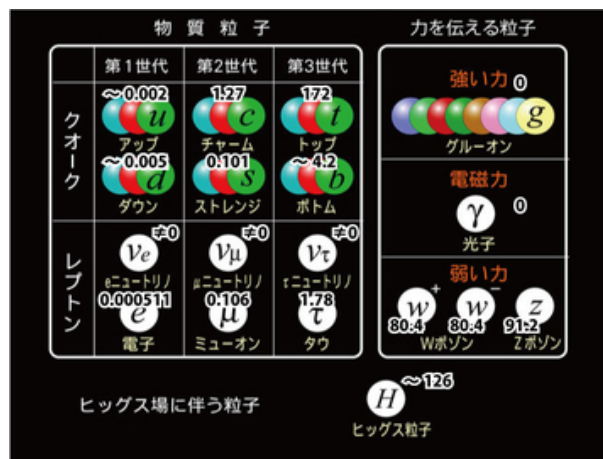 物質粒子
力を伝える粒子
第1世代 第2世代 第3世代
クォーク
~0.002 1.27 172
u c t
アップ チャーム トップ
~0.005 0.101 ~4.2
d s b
ダウン ストレンジ ボトム
レプトン
≠0 ≠0 ≠0
νe νμ ντ
eニュートリノ μニュートリノ τニュートリノ
0.000511 0.106 1.78
e μ τ
電子 ミューオン タウ
強い力 0
g
グルーオン
電磁力
γ 0
光子
弱い力
W+ W− Z
80.4 80.4 91.2
Wボゾン Zボゾン
ヒッグス場に伴う粒子
H ~126
ヒッグス粒子